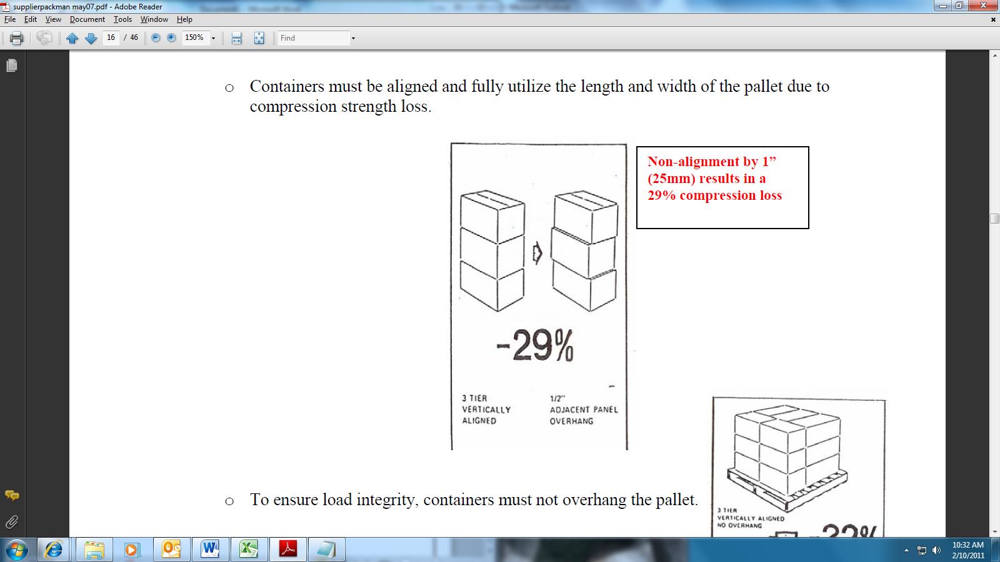 supplierpackman may07.pdf - Adobe Reader
File Edit View Document Tools Window Help
16 / 46 150% Find
o Containers must be aligned and fully utilize the length and width of the pallet due to
compression strength loss.
Non-alignment by 1”
(25mm) results in a
29% compression loss
-29%
3 TIER
VERTICALLY
ALIGNED
1/2"
ADJACENT PANEL
OVERHANG
o To ensure load integrity, containers must not overhang the pallet.
3 TIER
VERTICALLY ALIGNED
NO OVERHANG
10:32 AM
2/10/2011